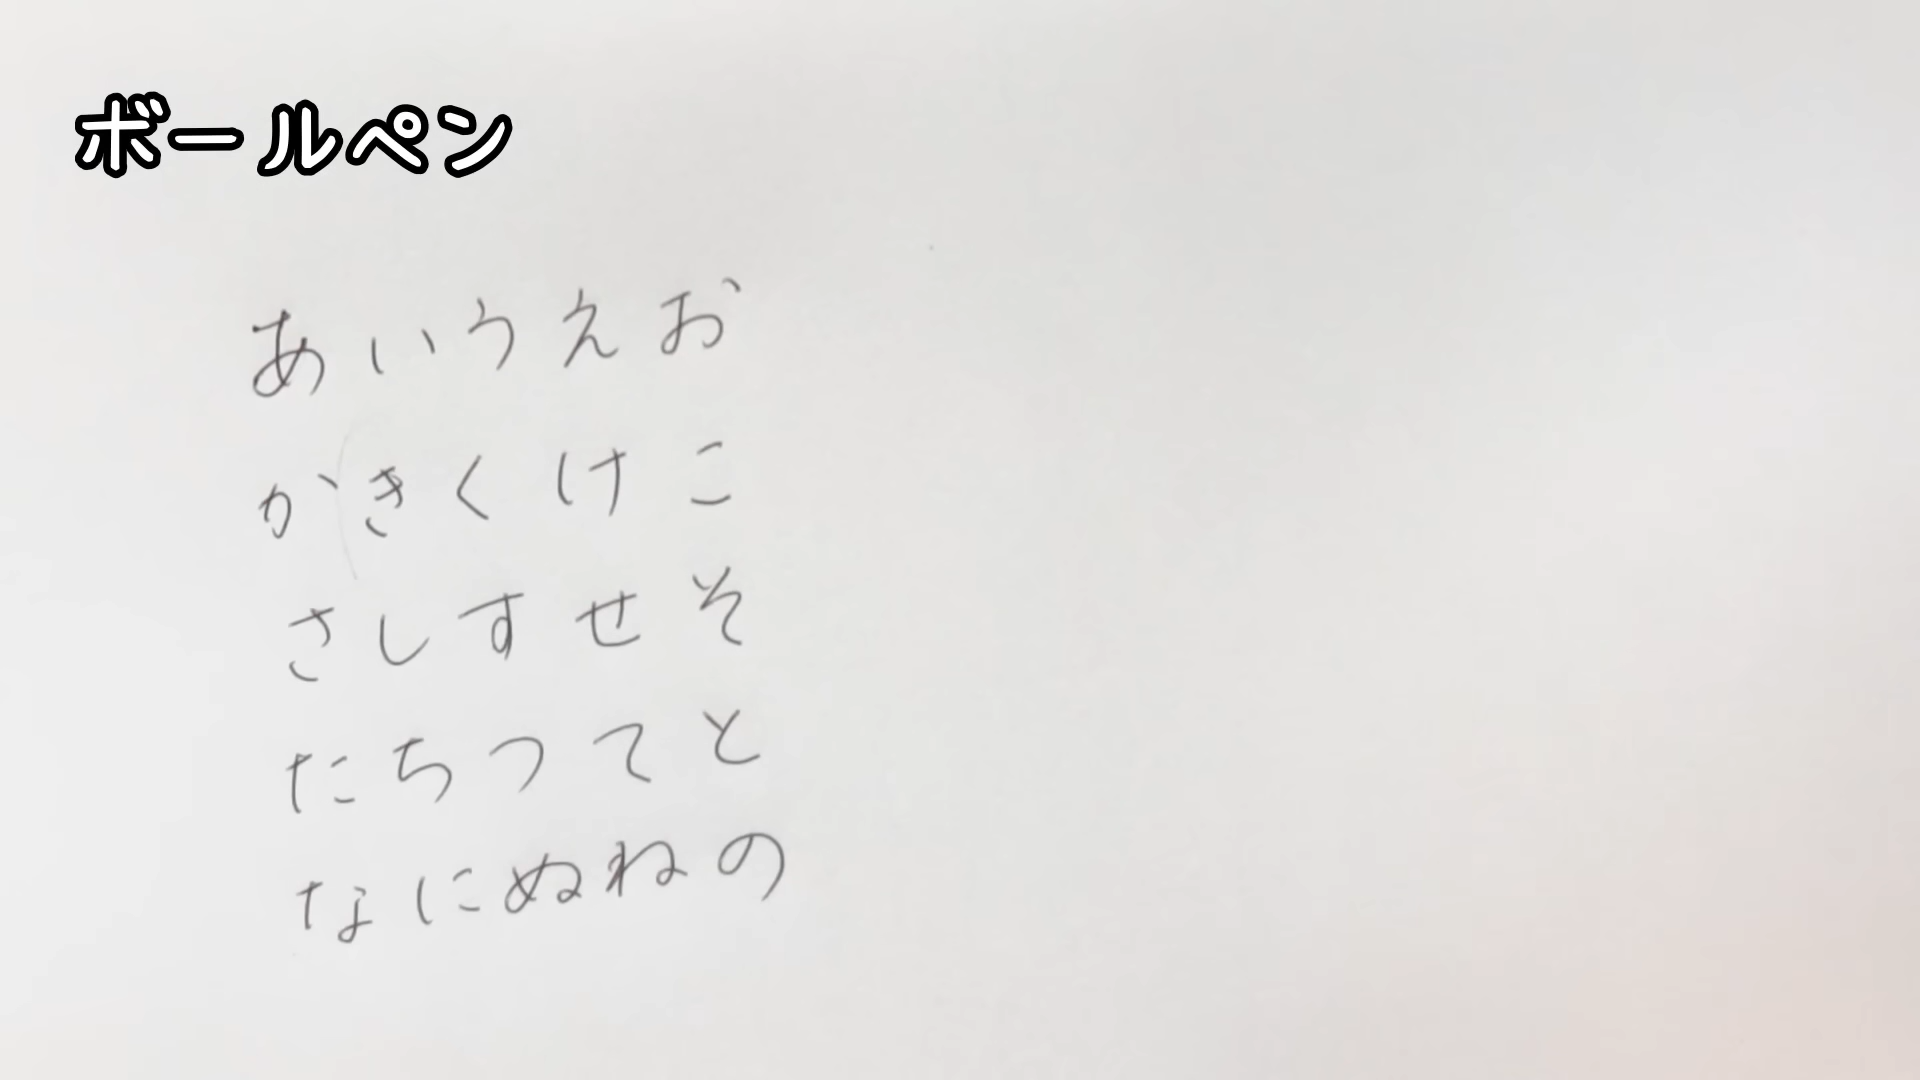 ボールペン
あいうえお
かきくけこ
さしすせそ
たちつてと
なにぬねの